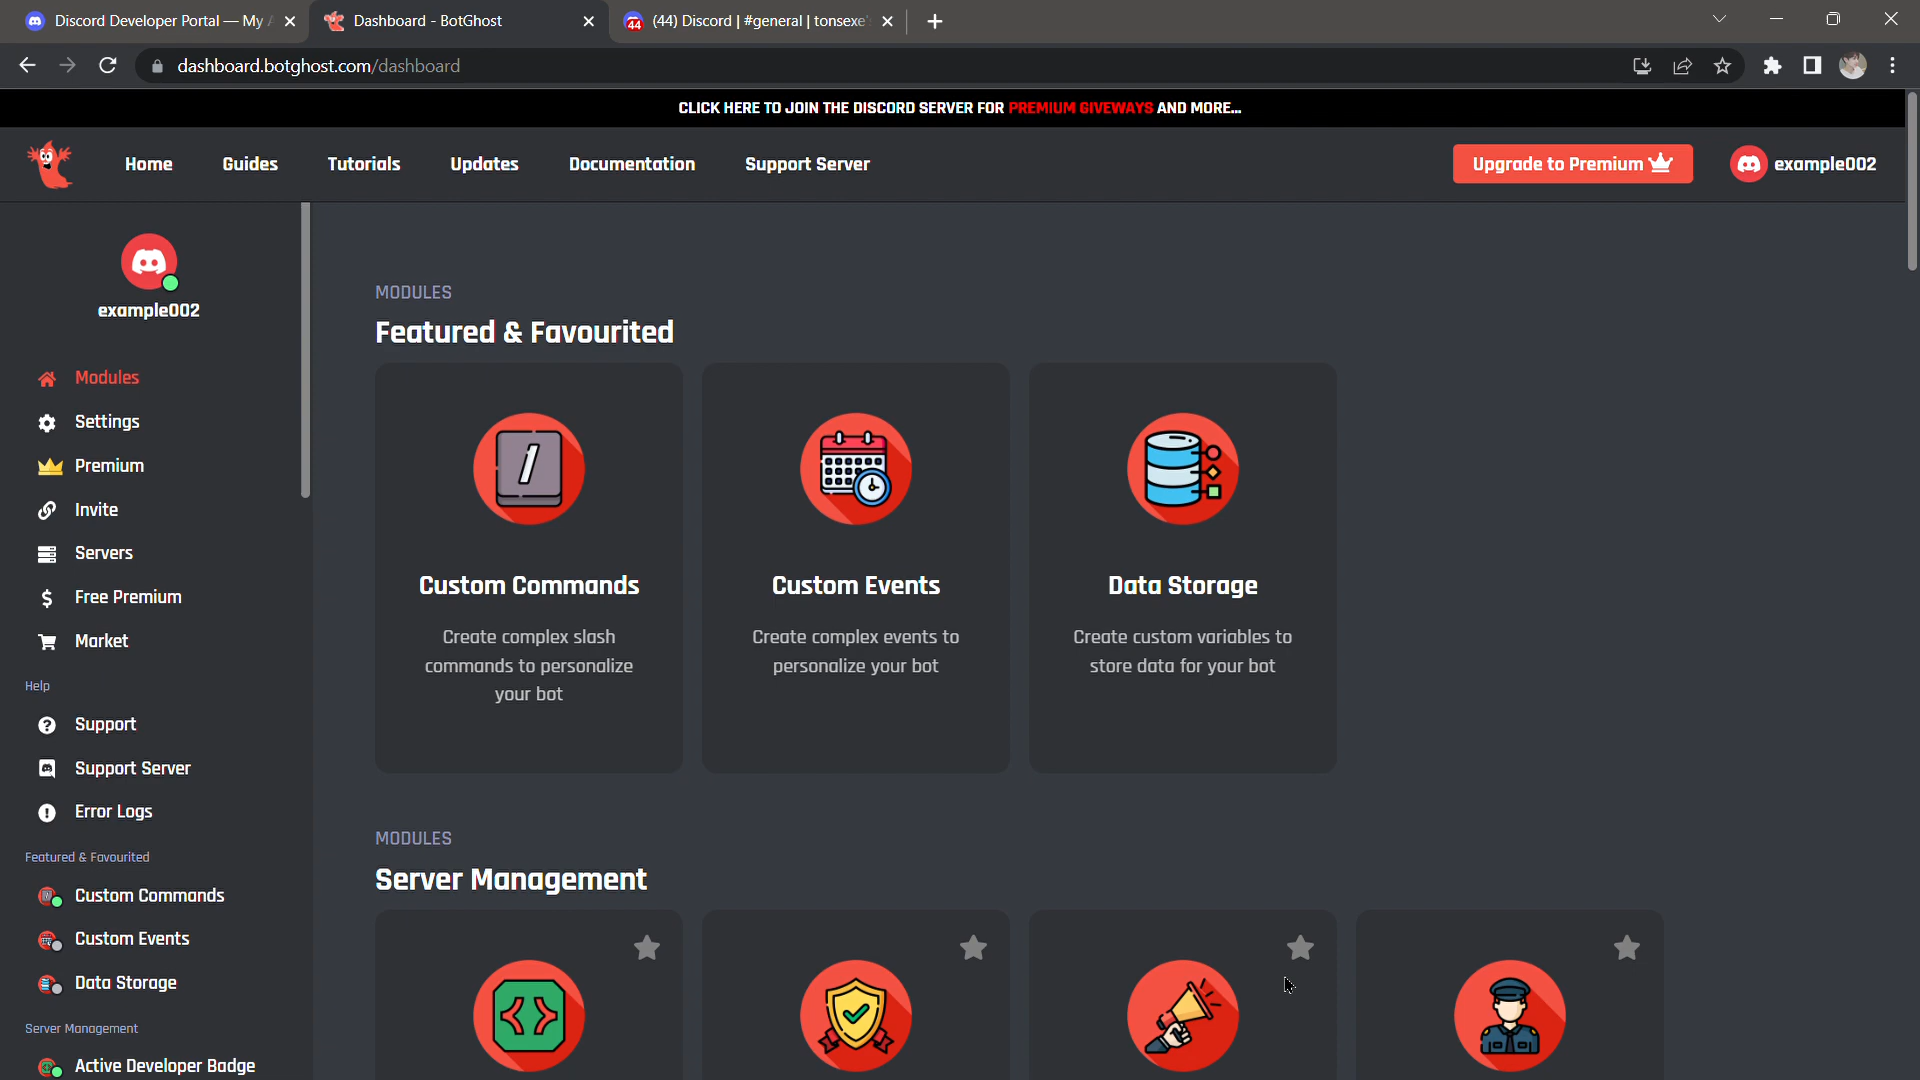 Discord Developer Portal — My
Dashboard - BotGhost
(44) Discord | #general | tonsexe's
dashboard.botghost.com/dashboard
CLICK HERE TO JOIN THE DISCORD SERVER FOR PREMIUM GIVEWAYS AND MORE...
Home
Guides
Tutorials
Updates
Documentation
Support Server
Upgrade to Premium
example002
example002
Modules
Settings
Premium
Invite
Servers
Free Premium
Market
Help
Support
Support Server
Error Logs
Featured & Favourited
Custom Commands
Custom Events
Data Storage
Server Management
Active Developer Badge
MODULES
Featured & Favourited
Custom Commands
Create complex slash
commands to personalize
your bot
Custom Events
Create complex events to
personalize your bot
Data Storage
Create custom variables to
store data for your bot
MODULES
Server Management